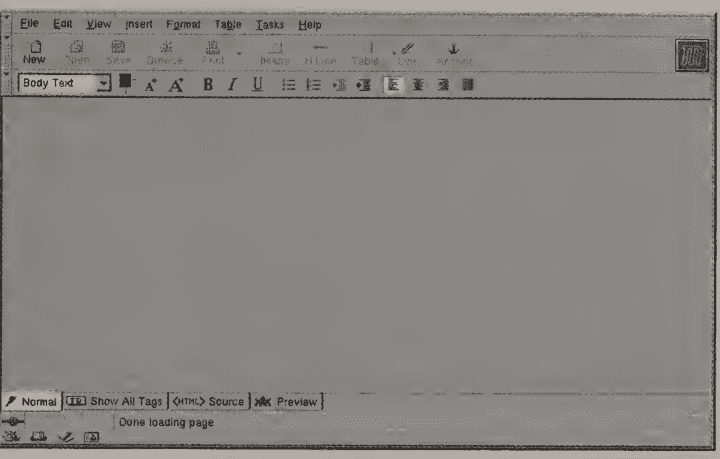 File Edit View Insert Format Table Tasks Help
New Open Save Browse Print Image H.Line Table Link Anchor
Body Text A A B I U
Normal TD Show All Tags <HTML> Source Preview
Done loading page